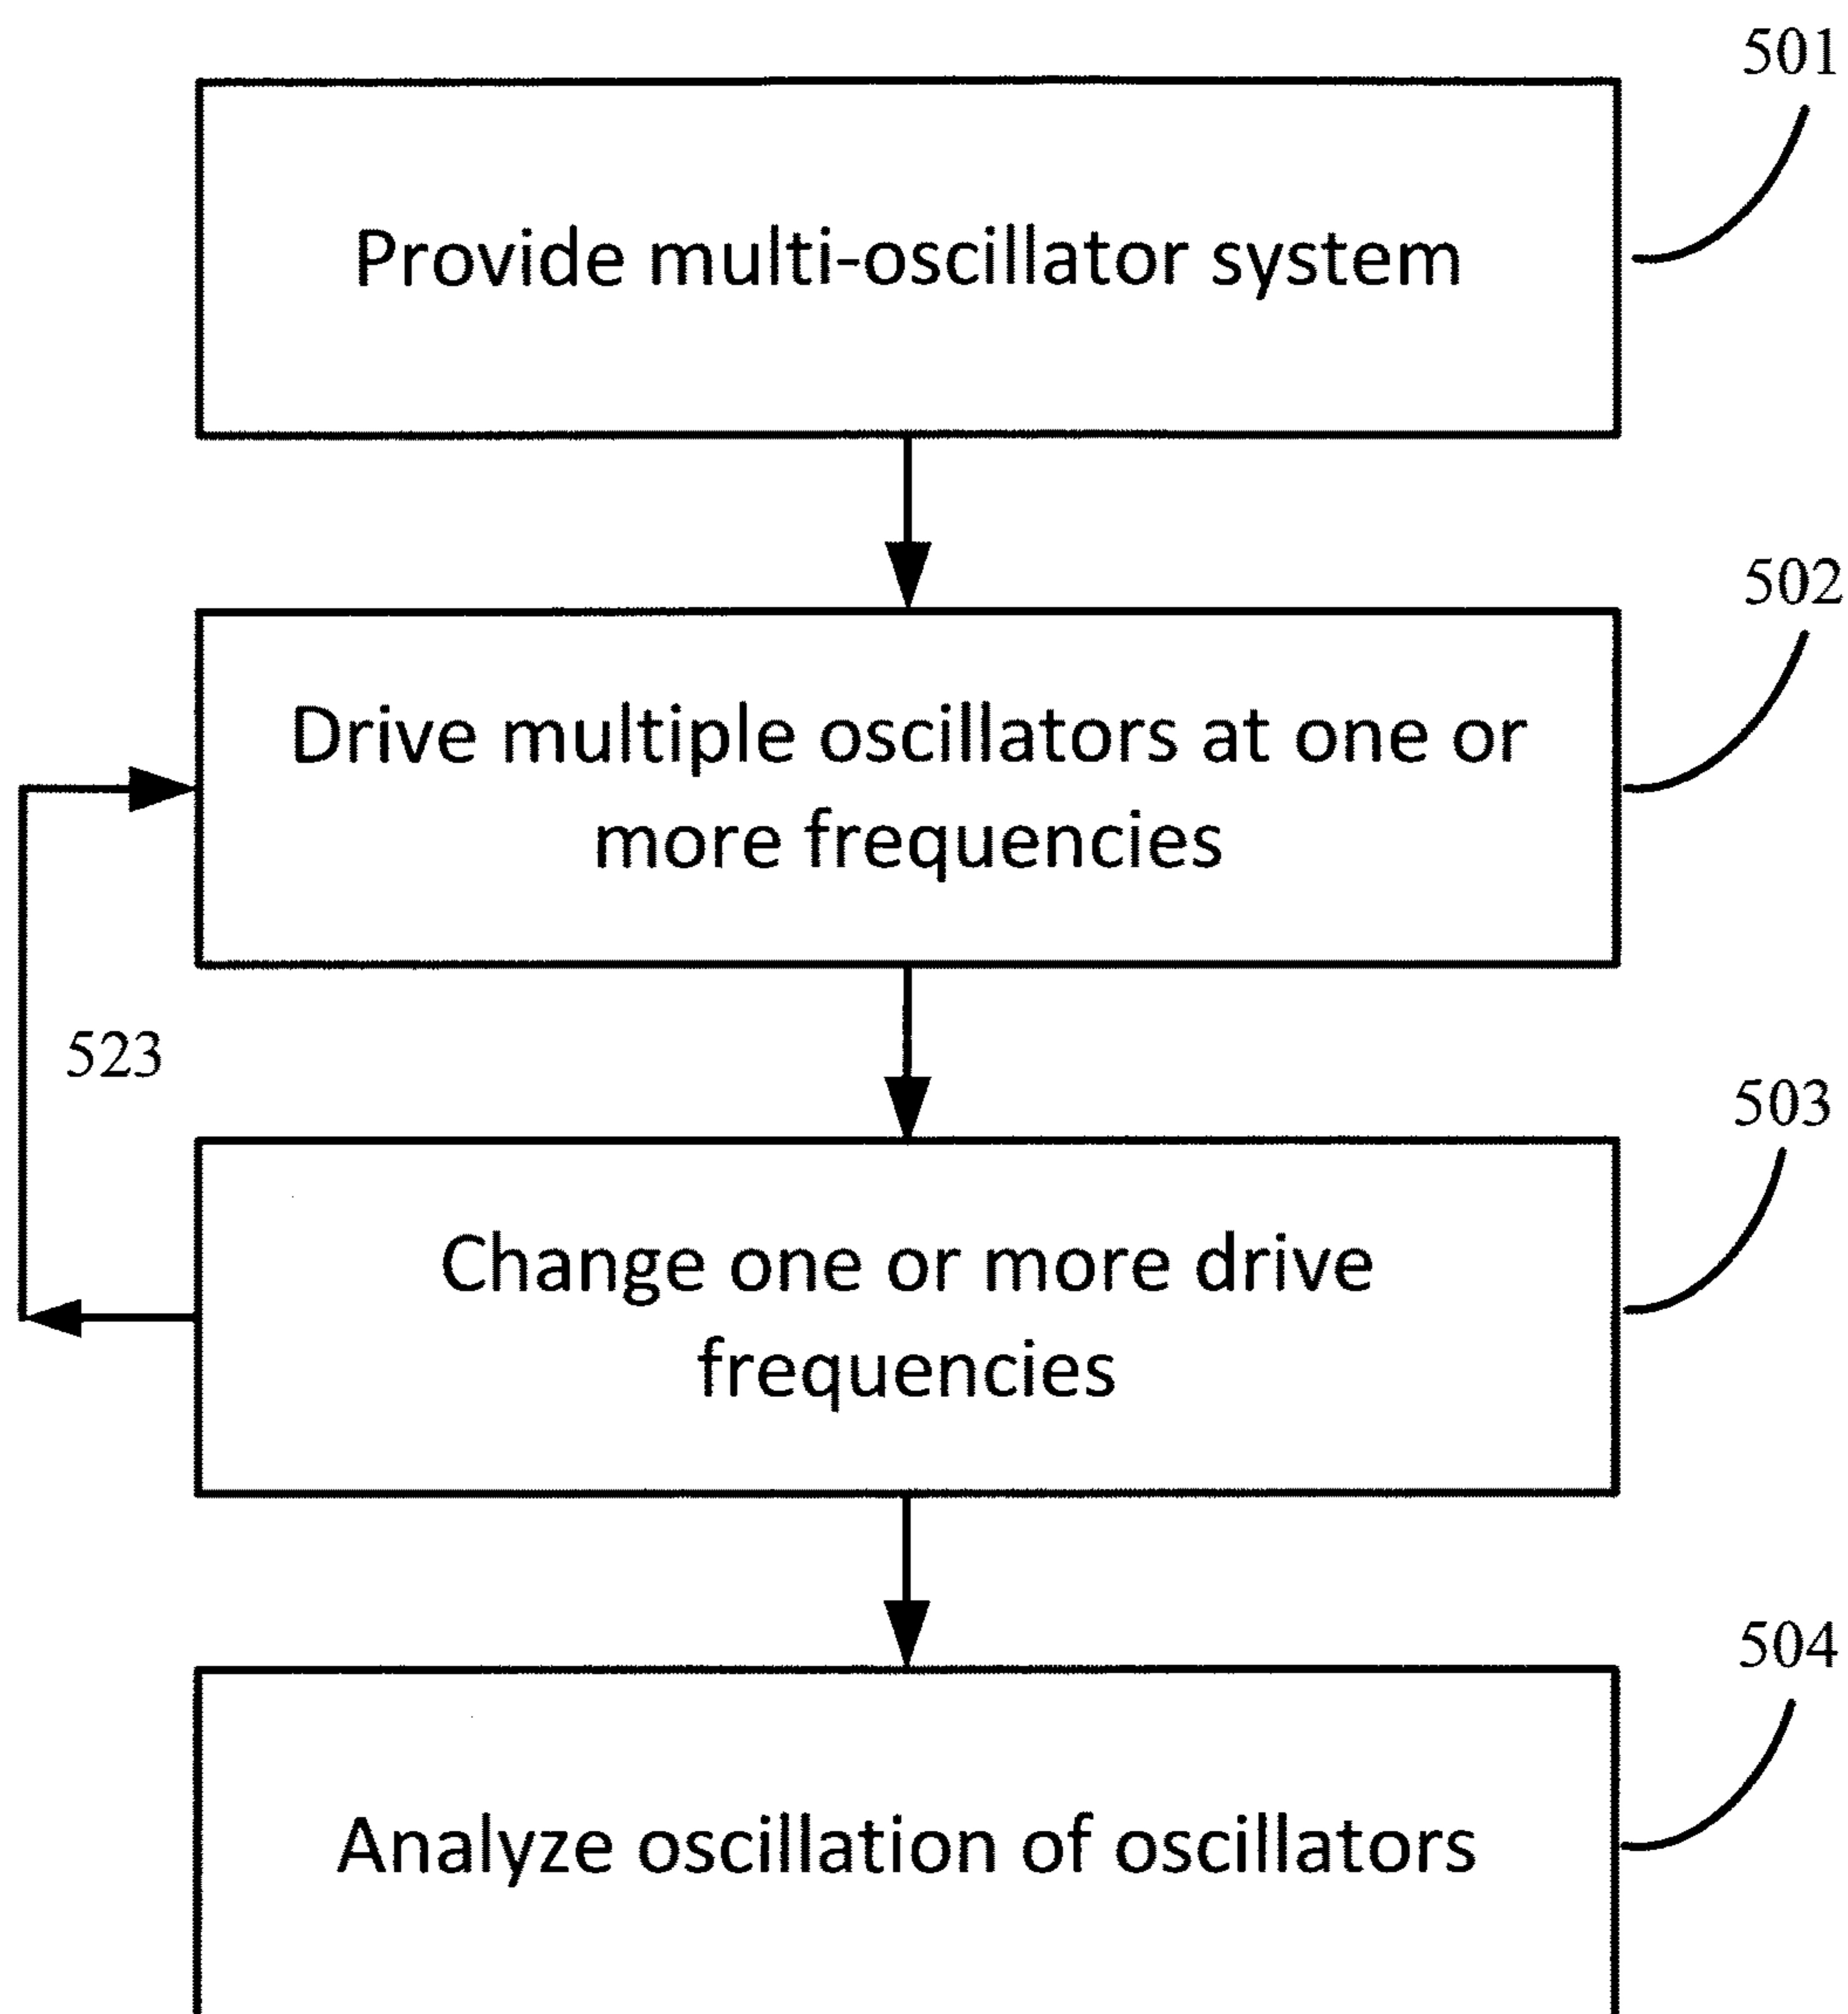 501
Provide multi-oscillator system
502
Drive multiple oscillators at one or
more frequencies
523
503
Change one or more drive
frequencies
504
Analyze oscillation of oscillators